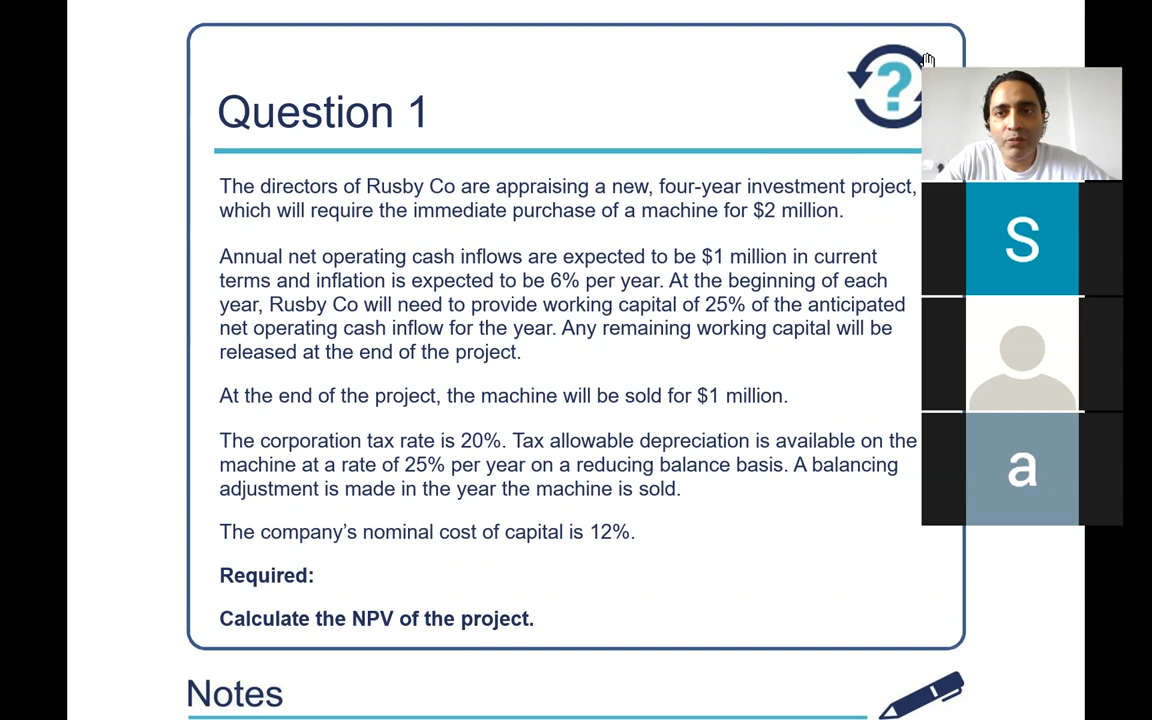 Question 1
?
The directors of Rusby Co are appraising a new, four-year investment project,
which will require the immediate purchase of a machine for $2 million.
Annual net operating cash inflows are expected to be $1 million in current
terms and inflation is expected to be 6% per year. At the beginning of each
year, Rusby Co will need to provide working capital of 25% of the anticipated
net operating cash inflow for the year. Any remaining working capital will be
released at the end of the project.
At the end of the project, the machine will be sold for $1 million.
The corporation tax rate is 20%. Tax allowable depreciation is available on the
machine at a rate of 25% per year on a reducing balance basis. A balancing
adjustment is made in the year the machine is sold.
The company’s nominal cost of capital is 12%.
Required:
Calculate the NPV of the project.
Notes
S
a